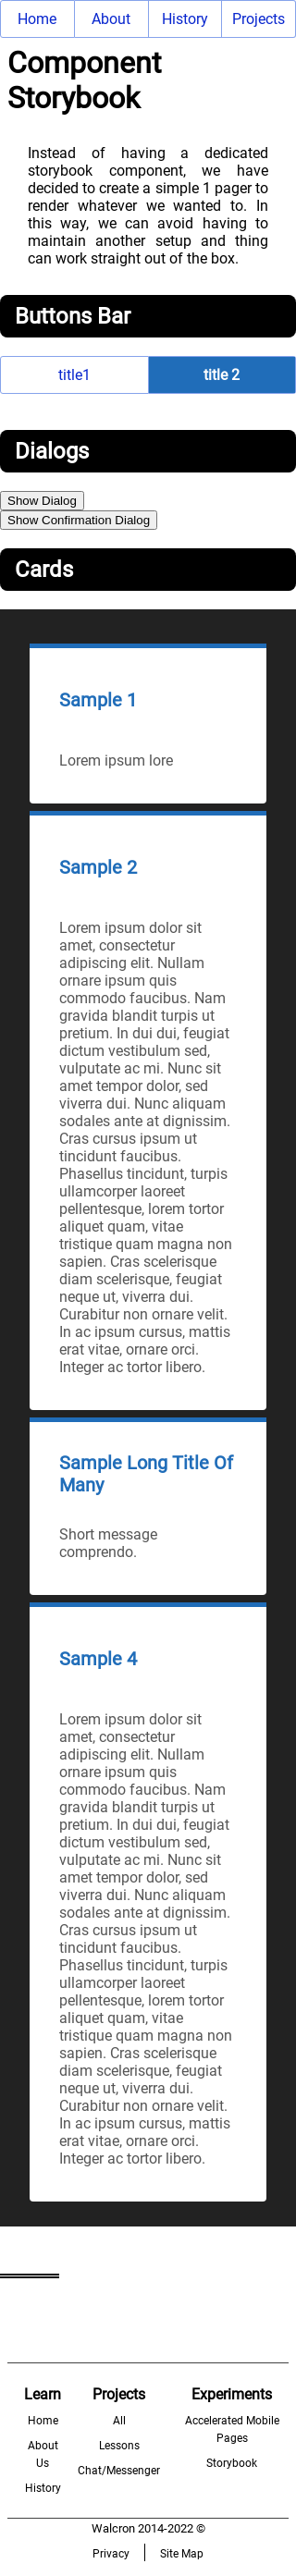 Home About History Projects
Component
Storybook
Instead of having a dedicated
storybook component, we have
decided to create a simple 1 pager to
render whatever we wanted to. In
this way, we can avoid having to
maintain another setup and thing
can work straight out of the box.
Buttons Bar
title1 title 2
Dialogs
Show Dialog
Show Confirmation Dialog
Cards
Sample 1
Lorem ipsum lore
Sample 2
Lorem ipsum dolor sit
amet, consectetur
adipiscing elit. Nullam
ornare ipsum quis
commodo faucibus. Nam
gravida blandit turpis ut
pretium. In dui dui, feugiat
dictum vestibulum sed,
vulputate ac mi. Nunc sit
amet tempor dolor, sed
viverra dui. Nunc aliquam
sodales ante at dignissim.
Cras cursus ipsum ut
tincidunt faucibus.
Phasellus tincidunt, turpis
ullamcorper laoreet
pellentesque, lorem tortor
aliquet quam, vitae
tristique quam magna non
sapien. Cras scelerisque
diam scelerisque, feugiat
neque ut, viverra dui.
Curabitur non ornare velit.
In ac ipsum cursus, mattis
erat vitae, ornare orci.
Integer ac tortor libero.
Sample Long Title Of
Many
Short message
comprendo.
Sample 4
Lorem ipsum dolor sit
amet, consectetur
adipiscing elit. Nullam
ornare ipsum quis
commodo faucibus. Nam
gravida blandit turpis ut
pretium. In dui dui, feugiat
dictum vestibulum sed,
vulputate ac mi. Nunc sit
amet tempor dolor, sed
viverra dui. Nunc aliquam
sodales ante at dignissim.
Cras cursus ipsum ut
tincidunt faucibus.
Phasellus tincidunt, turpis
ullamcorper laoreet
pellentesque, lorem tortor
aliquet quam, vitae
tristique quam magna non
sapien. Cras scelerisque
diam scelerisque, feugiat
neque ut, viverra dui.
Curabitur non ornare velit.
In ac ipsum cursus, mattis
erat vitae, ornare orci.
Integer ac tortor libero.
Learn
Home
About
Us
History
Projects
All
Lessons
Chat/Messenger
Experiments
Accelerated Mobile
Pages
Storybook
Walcron 2014-2022 ©
Privacy Site Map